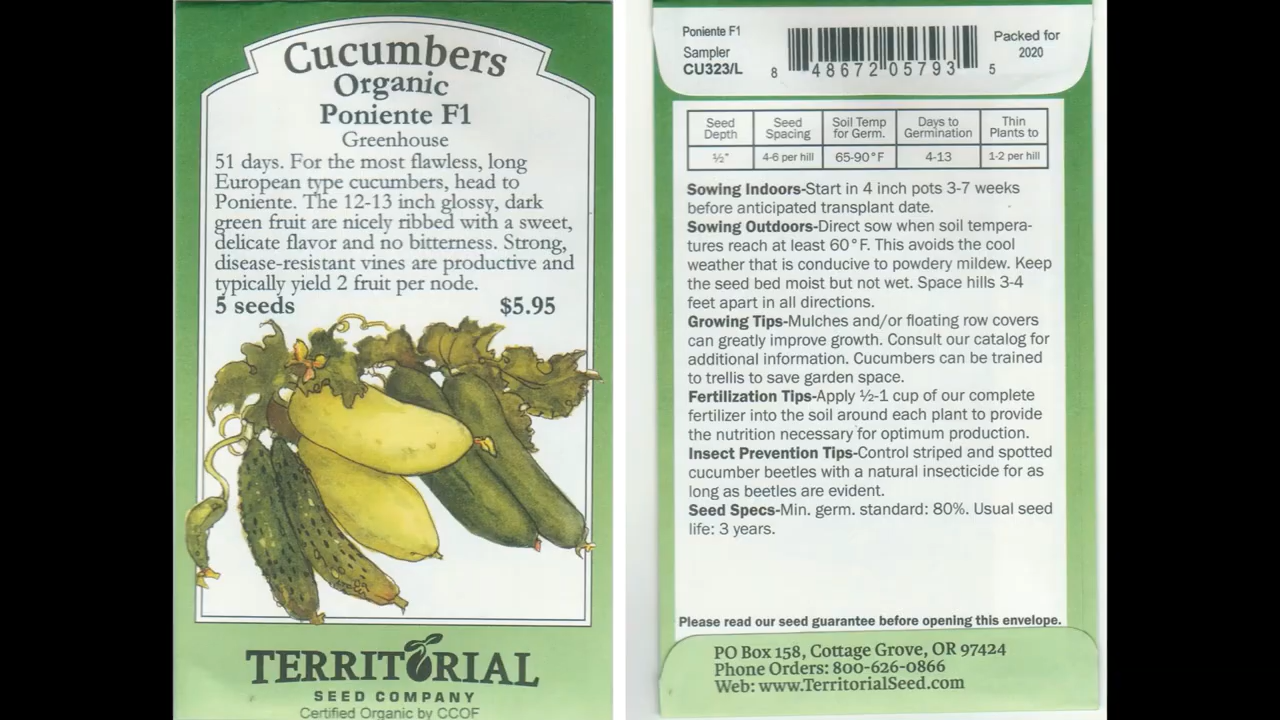 Cucumbers
Organic
Poniente F1
Greenhouse
51 days. For the most flawless, long
European type cucumbers, head to
Poniente. The 12-13 inch glossy, dark
green fruit are nicely ribbed with a sweet,
delicate flavor and no bitterness. Strong,
disease-resistant vines are productive and
typically yield 2 fruit per node.
5 seeds $5.95
TERRITORIAL
SEED COMPANY
Certified Organic by CCOF
Poniente F1
Sampler
CU323/L
8 48672 05793 5
Packed for
2020
Seed Depth Seed Spacing Soil Temp for Germ. Days to Germination Thin Plants to
½" 4-6 per hill 65-90°F 4-13 1-2 per hill
Sowing Indoors-Start in 4 inch pots 3-7 weeks
before anticipated transplant date.
Sowing Outdoors-Direct sow when soil tempera-
tures reach at least 60°F. This avoids the cool
weather that is conducive to powdery mildew. Keep
the seed bed moist but not wet. Space hills 3-4
feet apart in all directions.
Growing Tips-Mulches and/or floating row covers
can greatly improve growth. Consult our catalog for
additional information. Cucumbers can be trained
to trellis to save garden space.
Fertilization Tips-Apply ½-1 cup of our complete
fertilizer into the soil around each plant to provide
the nutrition necessary for optimum production.
Insect Prevention Tips-Control striped and spotted
cucumber beetles with a natural insecticide for as
long as beetles are evident.
Seed Specs-Min. germ. standard: 80%. Usual seed
life: 3 years.
Please read our seed guarantee before opening this envelope.
PO Box 158, Cottage Grove, OR 97424
Phone Orders: 800-626-0866
Web: www.TerritorialSeed.com